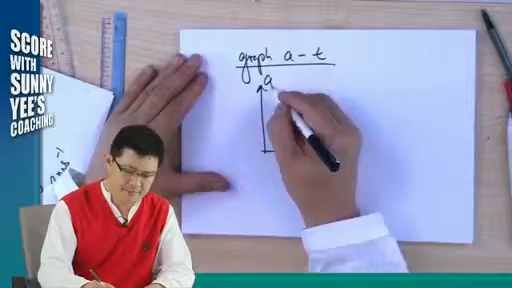 SCORE
WITH
SUNNY
YEE'S
COACHING
graph a - t
a